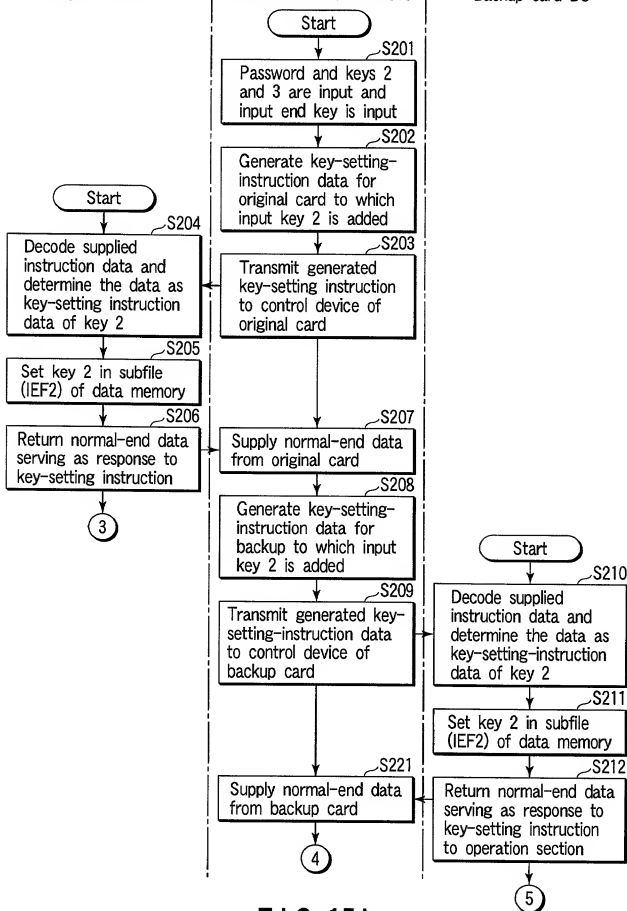 Start
S201
Password and keys 2
and 3 are input and
input end key is input
S202
Generate key-setting-
instruction data for
original card to which
input key 2 is added
S203
Transmit generated
key-setting instruction
to control device of
original card
Start
S204
Decode supplied
instruction data and
determine the data as
key-setting instruction
data of key 2
S205
Set key 2 in subfile
(IEF2) of data memory
S206
Return normal-end data
serving as response to
key-setting instruction
3
S207
Supply normal-end data
from original card
S208
Generate key-setting-
instruction data for
backup to which input
key 2 is added
S209
Transmit generated key-
setting-instruction data
to control device of
backup card
Start
S210
Decode supplied
instruction data and
determine the data as
key-setting-instruction
data of key 2
S211
Set key 2 in subfile
(IEF2) of data memory
S212
Return normal-end data
serving as response to
key-setting instruction
to operation section
5
S221
Supply normal-end data
from backup card
4